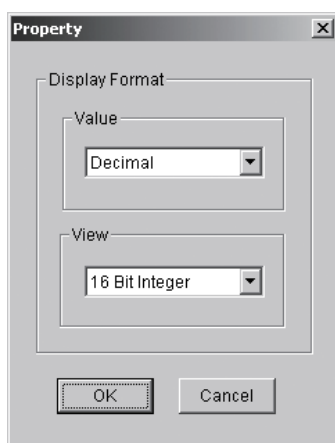 Property
Display Format
Value
Decimal
View
16 Bit Integer
OK
Cancel